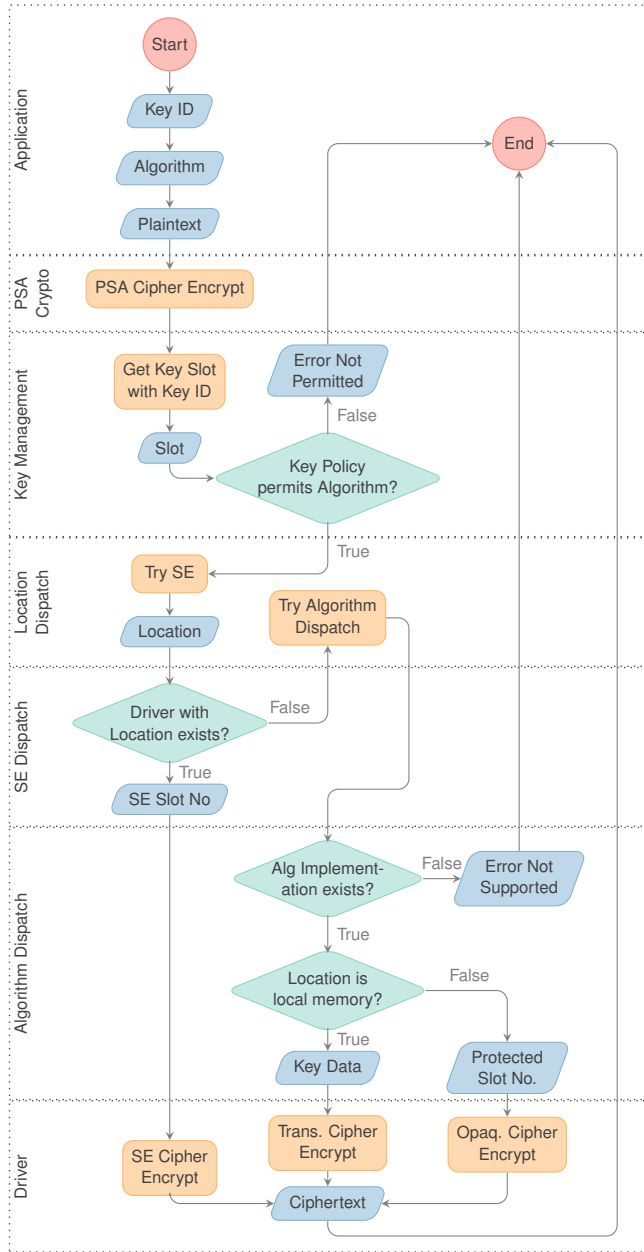 Application
Start
Key ID
Algorithm
Plaintext
End
PSA
Crypto
PSA Cipher Encrypt
Key Management
Get Key Slot
with Key ID
Error Not
Permitted
False
Slot
Key Policy
permits Algorithm?
True
Location
Dispatch
Try SE
Location
Try Algorithm
Dispatch
SE Dispatch
Driver with
Location exists?
False
True
SE Slot No
Algorithm Dispatch
Alg Implement-
ation exists?
False
Error Not
Supported
True
Location is
local memory?
False
True
Key Data
Protected
Slot No.
Driver
SE Cipher
Encrypt
Trans. Cipher
Encrypt
Opaq. Cipher
Encrypt
Ciphertext